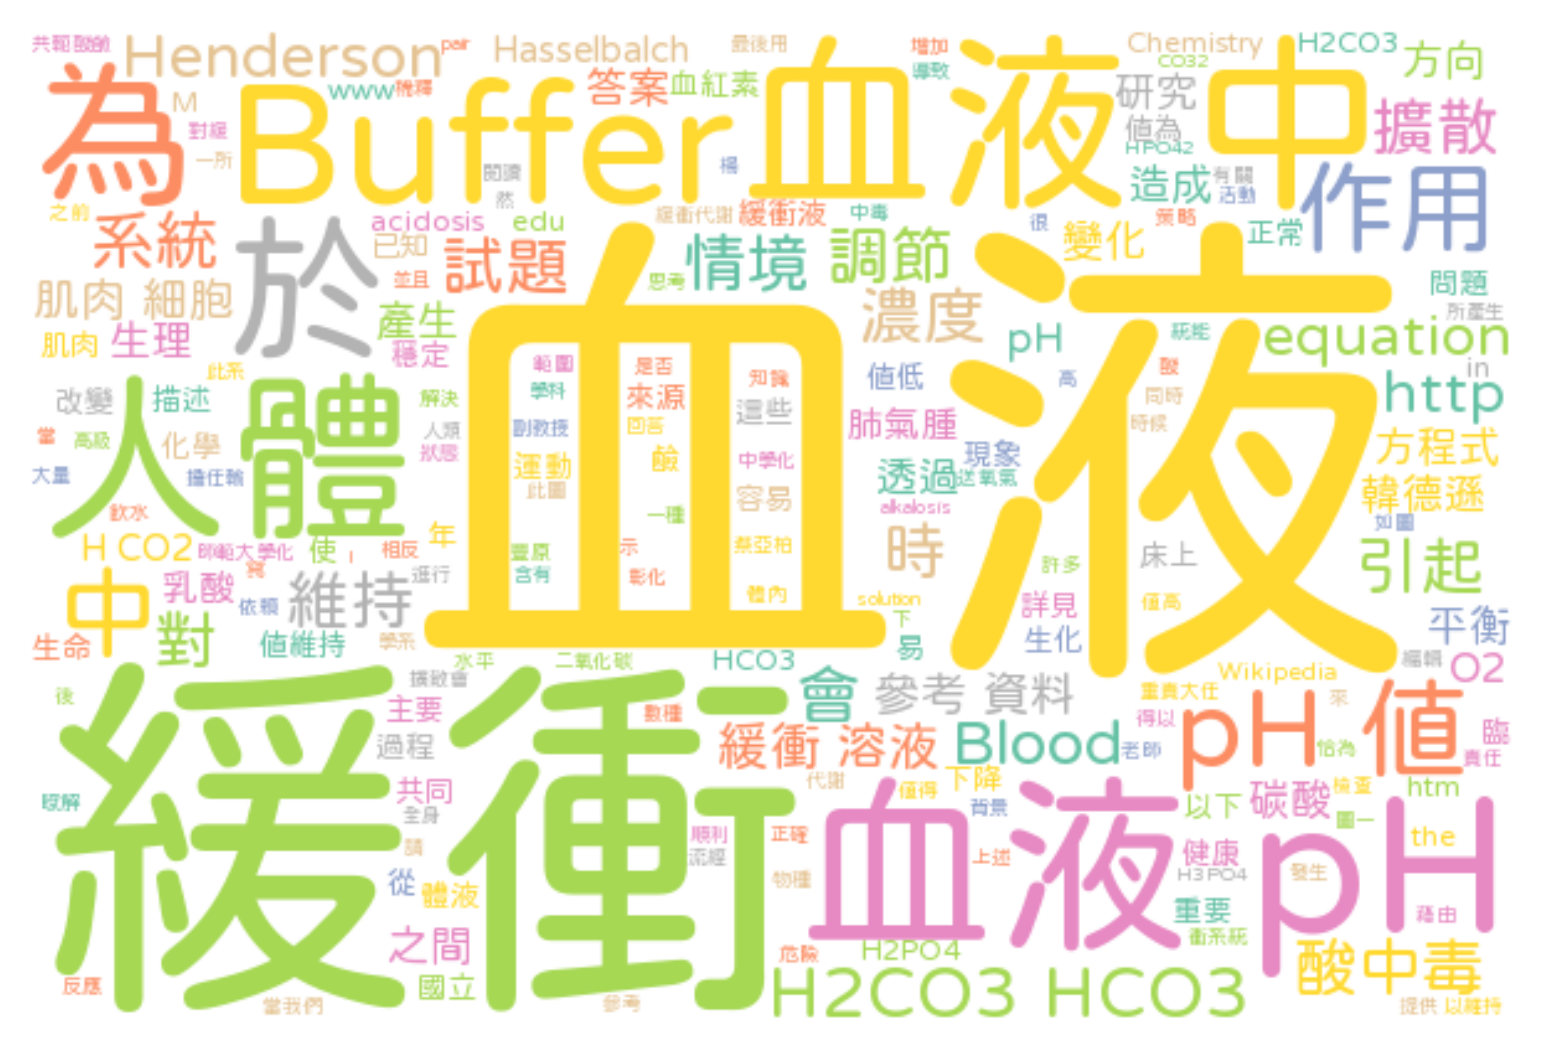 共軛酸鹼 Henderson pair Hasselbalch 最後用 增加 Chemistry H2CO3 方向
為 M www 稀釋 答案 血紅素 導致 CO32 研究 擴散
Buffer 血液中 值為 HPO42
對緩 一所 閱讀 然 楊 造成 有關 活動 作用
之前 系統 acidosis edu 緩衝代謝 緩衝液 中毒 很 策略 正常
於 已知 並且 試題 思考 情境 調節 變化 問題
肌肉 細胞 產生 濃度 pH 統能 所產生 equation
肌肉 生理 穩定 範圍 是否 知識 值低 高 酸 in
此系 血液 http
改變 描述 解決 學科 來源 這些 同時
人體 人類 副教授 回答 肺氣腫 時候 方程式
當 高級 化學 狀態 運動 鹼 中學化 現象
大量 擔任輸 此圖 容易 透過 送氧氣 韓德遜
飲水 一種 alkalosis 如圖
H CO2 師範大學化 使 I 相反 年 豐原 示 蔡亞柏 時 床上 引起
中 乳酸 維持 進行 含有 彰化 體內 許多
依賴 solution 詳見 僅高 平衡
生命 對 值維持 學系 下 易 生化
緩衝 水平 二氧化碳 HCO3 Wikipedia 編輯 O2
後 擴散會 會 參考 資料 重責大任 來
主要 數種 得以 pH 值 臨
過程 緩衝 溶液 Blood 老師 恰為 責任
共同 代謝 值得 下降 碳酸 檢查 htm
瞭解 全身 背景 以下 圖一
請 順利 正確 血液 pH the
流經 上述 健康
從 體液 物種 H3PO4 發生
重要 藉由
之間 危險 H2PO4 衝系統 酸中毒
反應 國立 H2CO3 HCO3
當我們 參考 提供 以維持